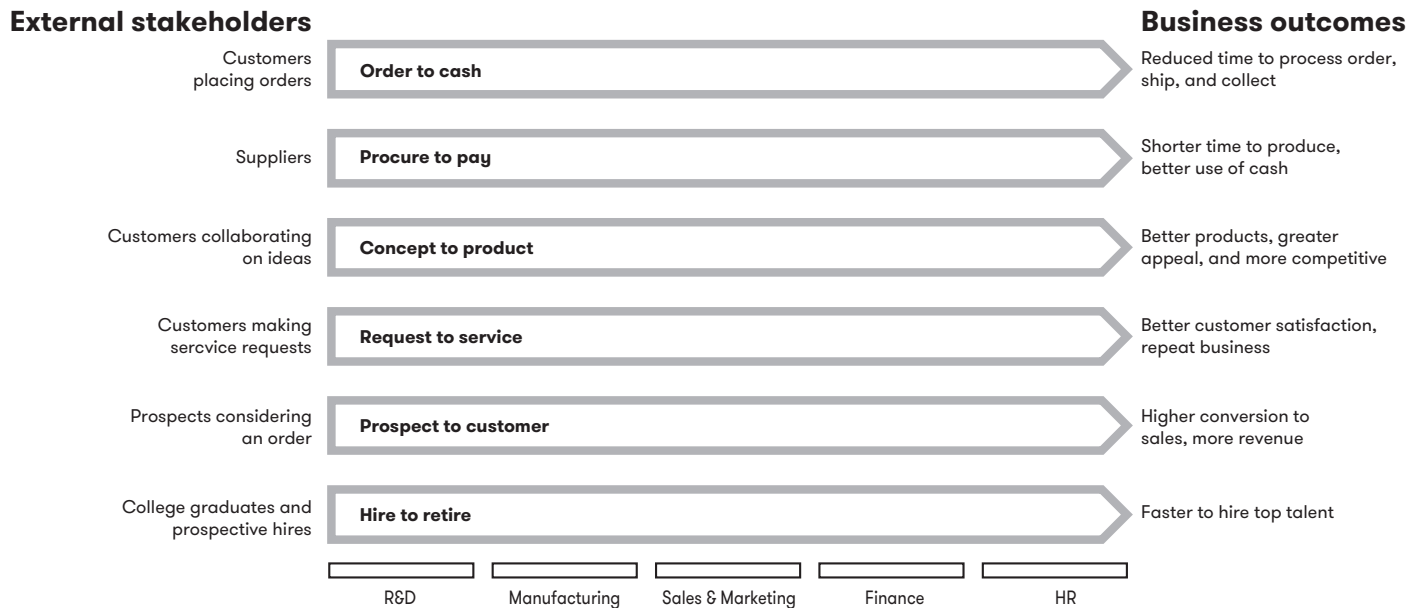 External stakeholders
Business outcomes
Customers
placing orders
Order to cash
Reduced time to process order,
ship, and collect
Suppliers
Procure to pay
Shorter time to produce,
better use of cash
Customers collaborating
on ideas
Concept to product
Better products, greater
appeal, and more competitive
Customers making
sercvice requests
Request to service
Better customer satisfaction,
repeat business
Prospects considering
an order
Prospect to customer
Higher conversion to
sales, more revenue
College graduates and
prospective hires
Hire to retire
Faster to hire top talent
R&D
Manufacturing
Sales & Marketing
Finance
HR